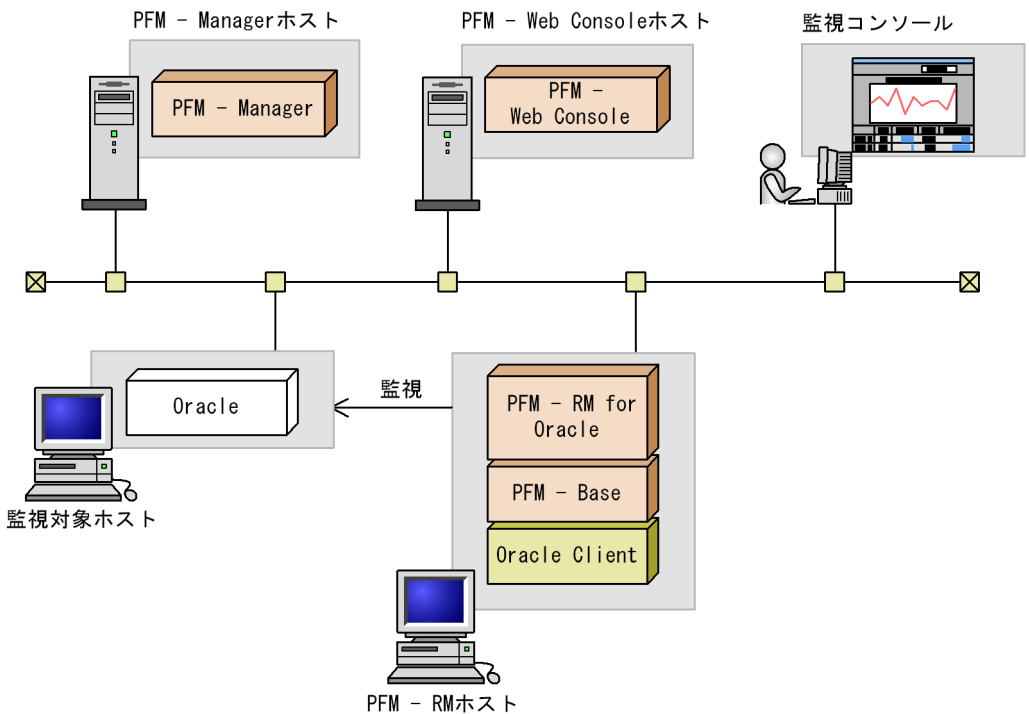 PFM － Managerホスト
PFM － Web Consoleホスト
監視コンソール
PFM － Manager
PFM －
Web Console
Oracle
監視
PFM － RM for
Oracle
PFM － Base
Oracle Client
監視対象ホスト
PFM － RMホスト